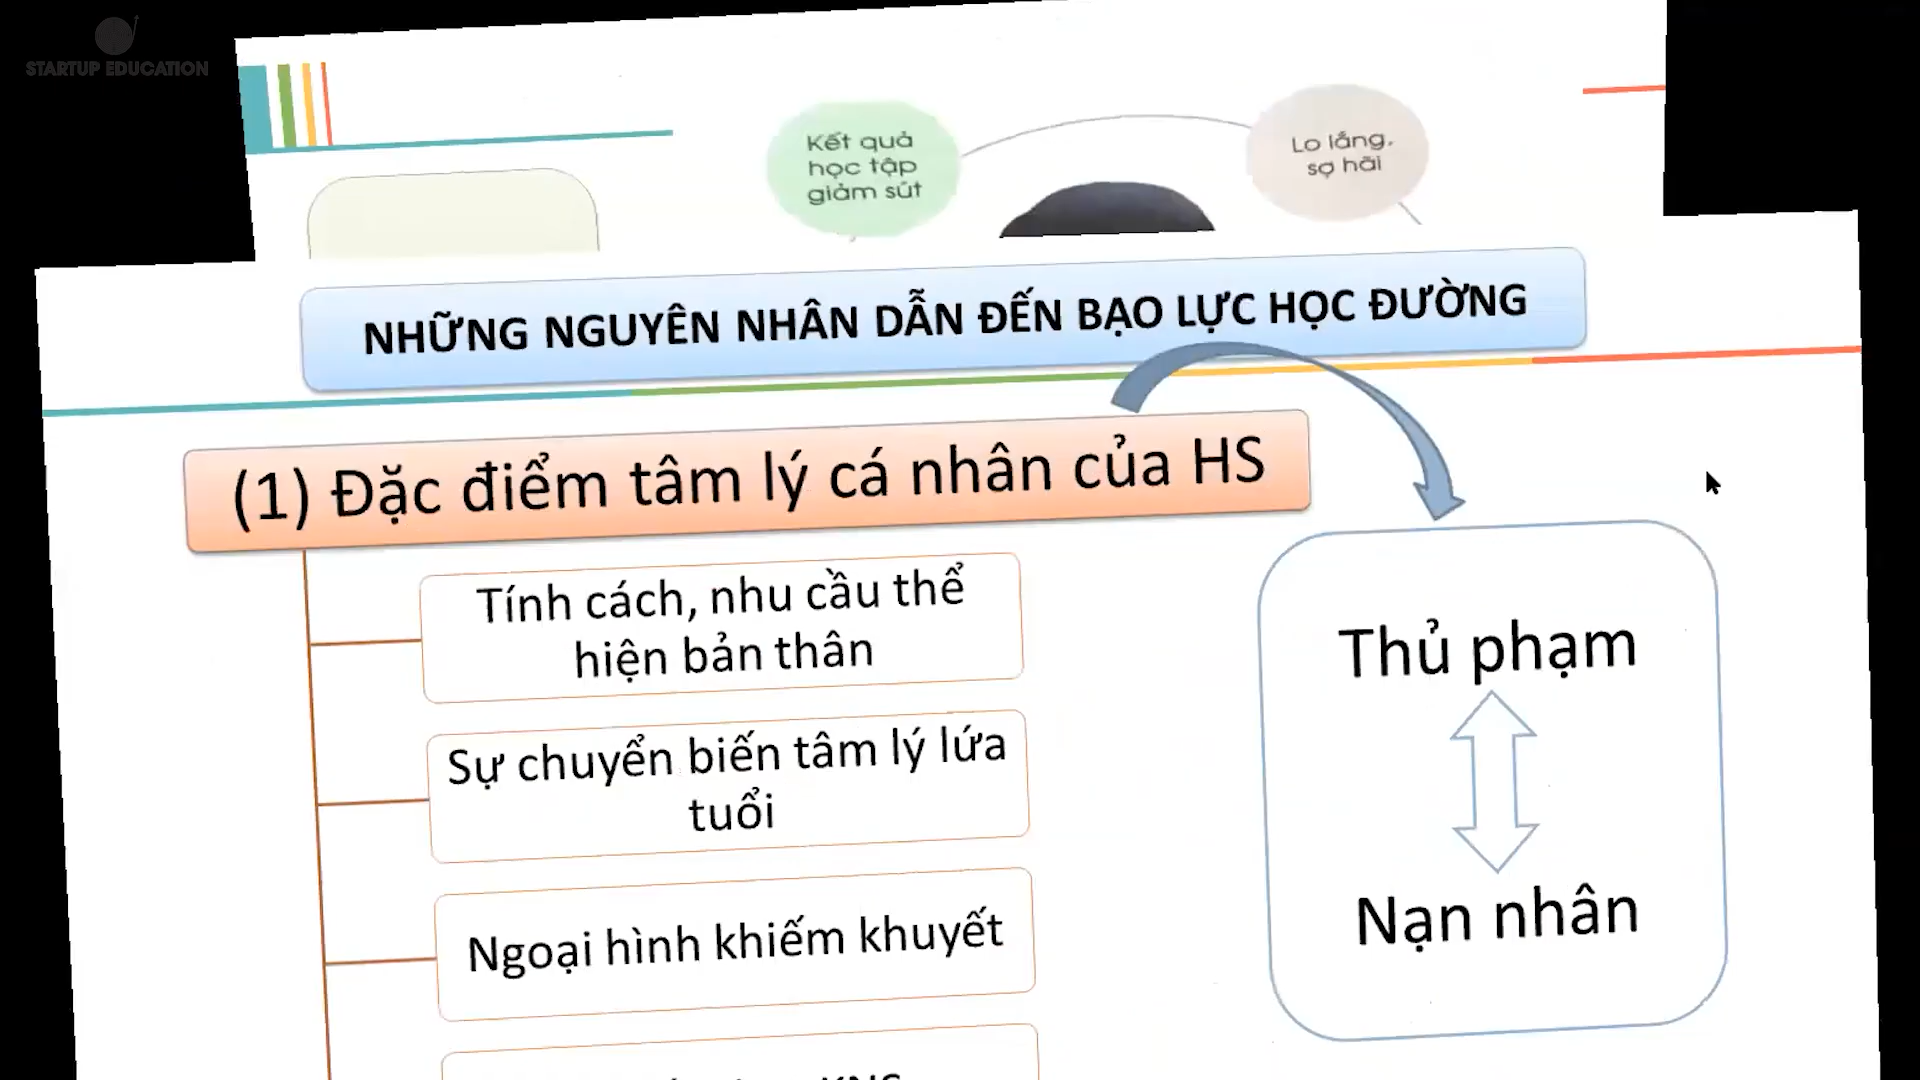 STARTUP EDUCATION
Kết quả
học tập
giảm sút
Lo lắng,
sợ hãi
NHỮNG NGUYÊN NHÂN DẪN ĐẾN BẠO LỰC HỌC ĐƯỜNG
(1) Đặc điểm tâm lý cá nhân của HS
Tính cách, nhu cầu thể
hiện bản thân
Sự chuyển biến tâm lý lứa
tuổi
Ngoại hình khiếm khuyết
Thủ phạm
Nạn nhân